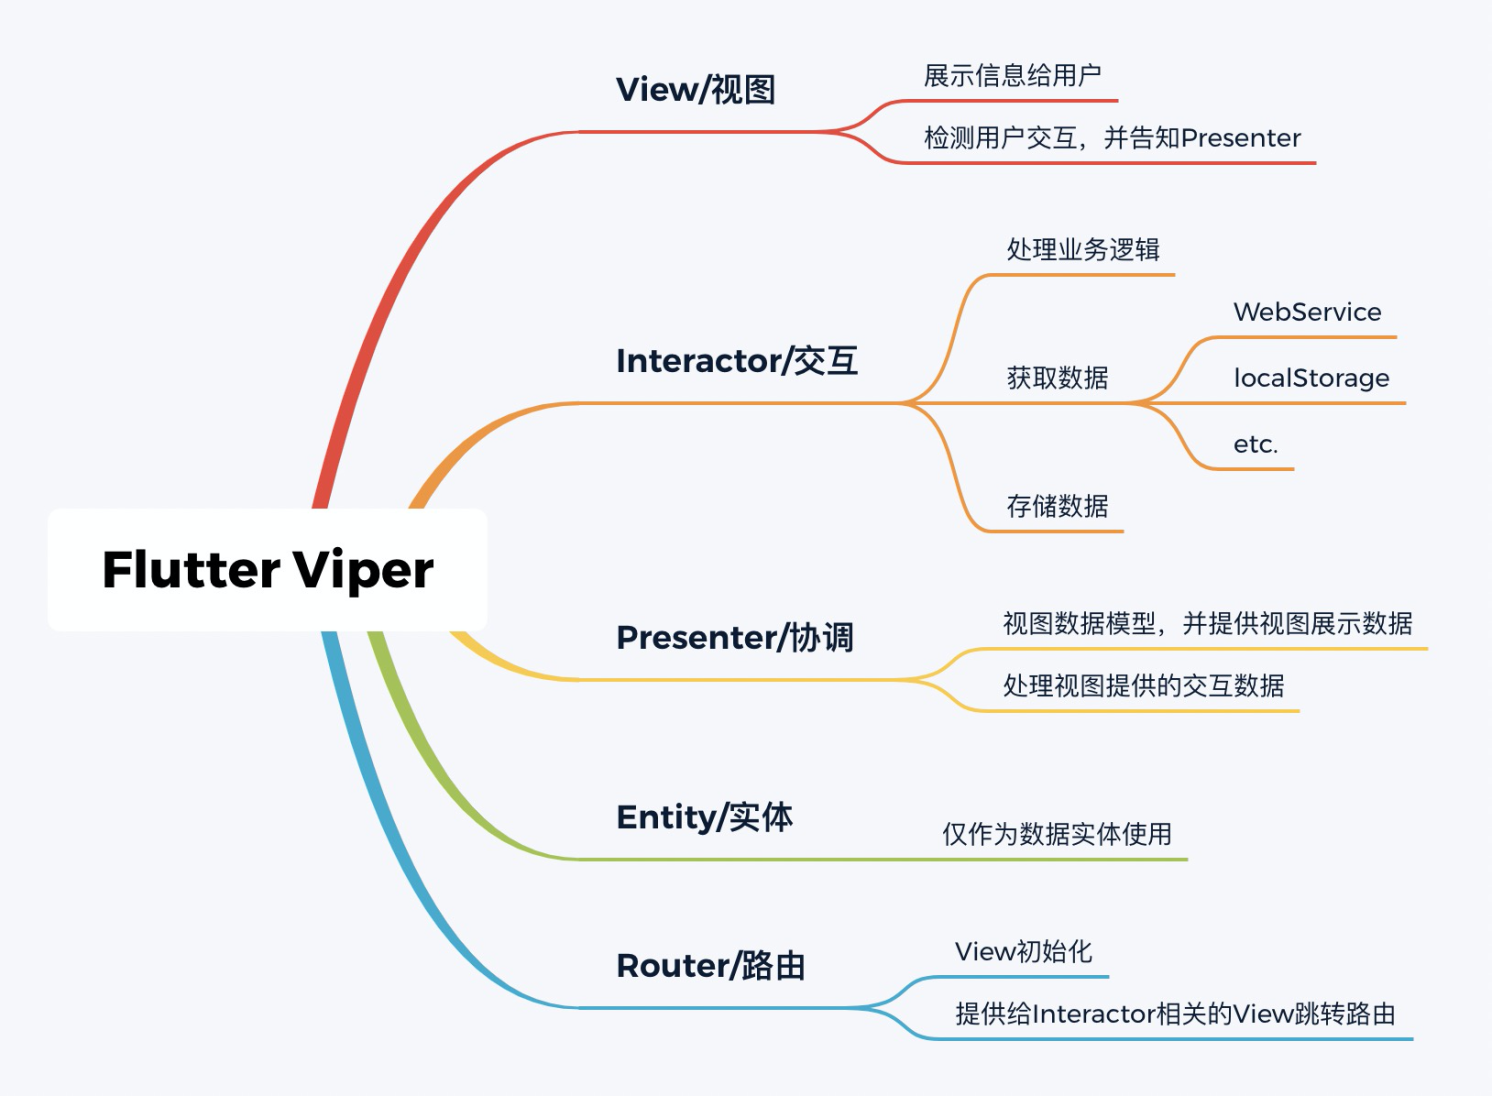 View/视图
展示信息给用户
检测用户交互，并告知Presenter
处理业务逻辑
WebService
Interactor/交互
获取数据
localStorage
etc.
存储数据
Flutter Viper
Presenter/协调
视图数据模型，并提供视图展示数据
处理视图提供的交互数据
Entity/实体
仅作为数据实体使用
Router/路由
View初始化
提供给Interactor相关的View跳转路由